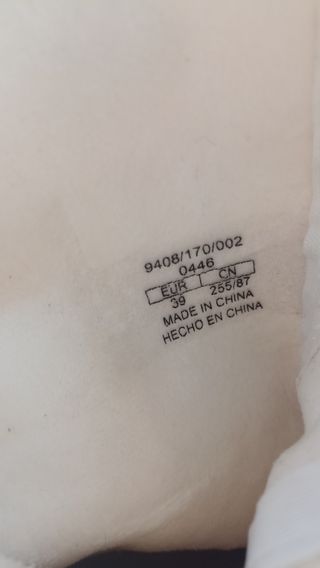 9408/170/002
0446
EUR CN
39 255/87
MADE IN CHINA
HECHO EN CHINA